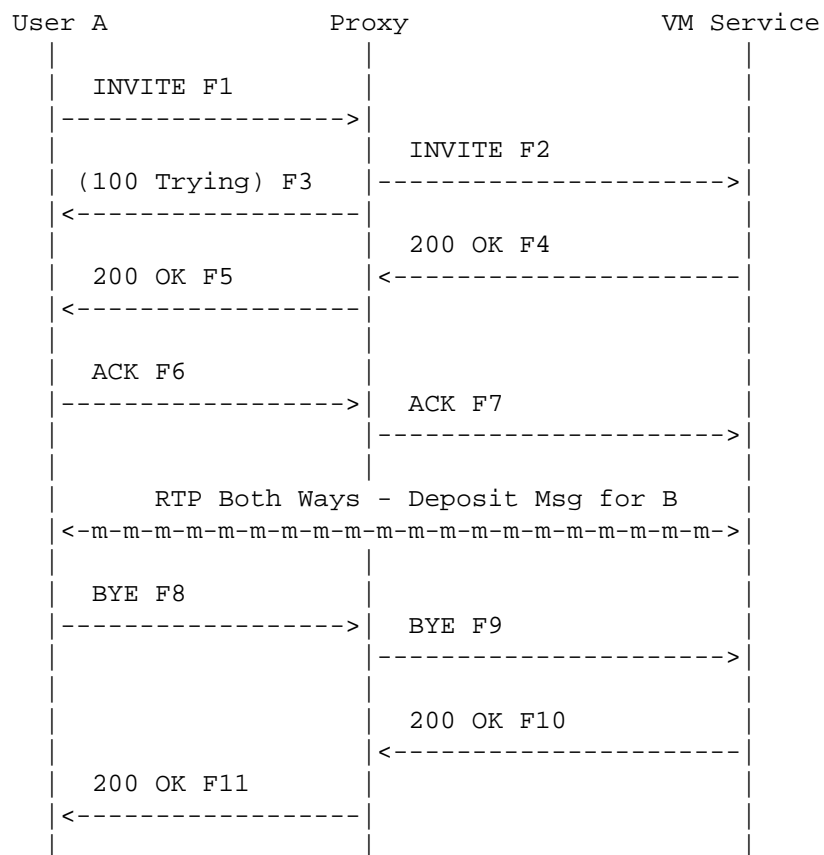 User A Proxy VM Service
INVITE F1
INVITE F2
(100 Trying) F3
200 OK F4
200 OK F5
ACK F6
ACK F7
RTP Both Ways - Deposit Msg for B
<-m-m-m-m-m-m-m-m-m-m-m-m-m-m-m-m-m-m-m-m->
BYE F8
BYE F9
200 OK F10
200 OK F11